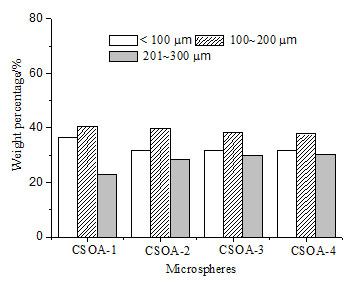 80
< 100 μm 100~200 μm
201~300 μm
60
Weight percentage/%
40
20
0
CSOA-1 CSOA-2 CSOA-3 CSOA-4
Microspheres